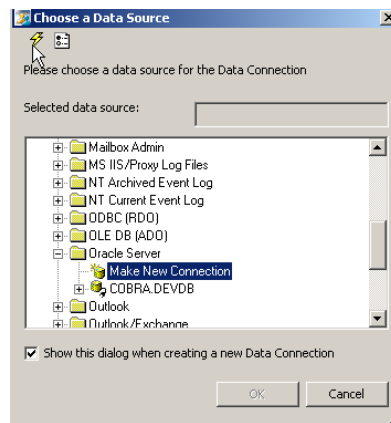 Choose a Data Source
Please choose a data source for the Data Connection
Selected data source:
Mailbox Admin
MS IIS/Proxy Log Files
NT Archived Event Log
NT Current Event Log
ODBC (RDO)
OLE DB (ADO)
Oracle Server
Make New Connection
COBRA.DEVDB
Outlook
Outlook/Exchange
Show this dialog when creating a new Data Connection
OK
Cancel